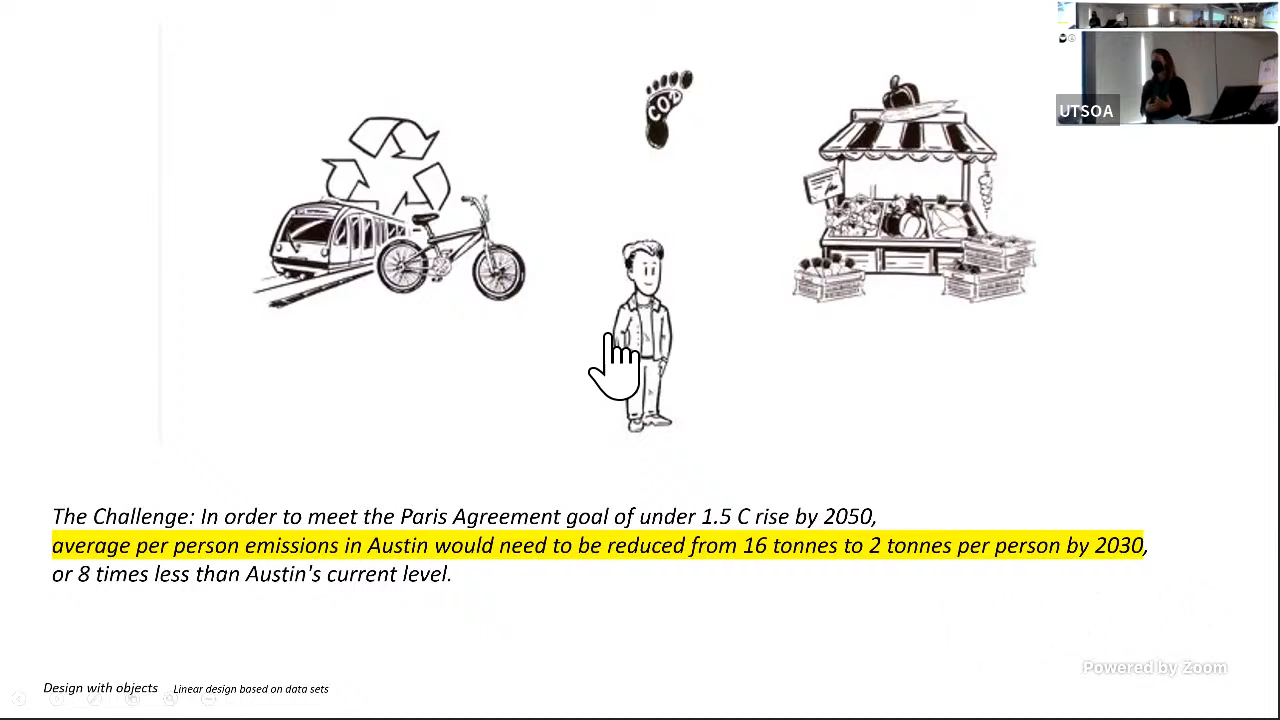 CO2
UTSOA
The Challenge: In order to meet the Paris Agreement goal of under 1.5 C rise by 2050,
average per person emissions in Austin would need to be reduced from 16 tonnes to 2 tonnes per person by 2030,
or 8 times less than Austin's current level.
Powered by Zoom
Design with objects
Linear design based on data sets